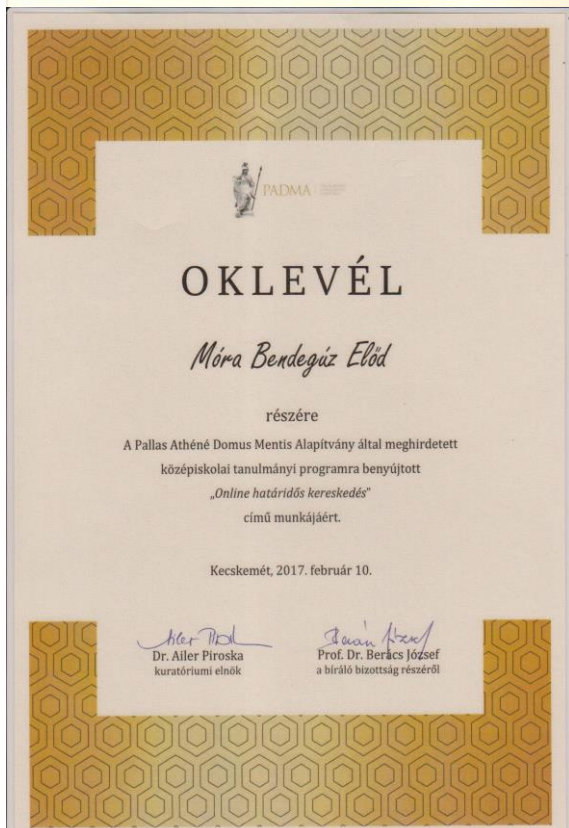 PADMA
OKLEVÉL
Móra Bendegúz Előd
részére
A Pallas Athéné Domus Mentis Alapítvány által meghirdetett
középiskolai tanulmányi programra benyújtott
„Online határidős kereskedés"
című munkájáért.
Kecskemét, 2017. február 10.
Dr. Ailer Piroska
kuratóriumi elnök
Prof. Dr. Berács József
a bíráló bizottság részéről